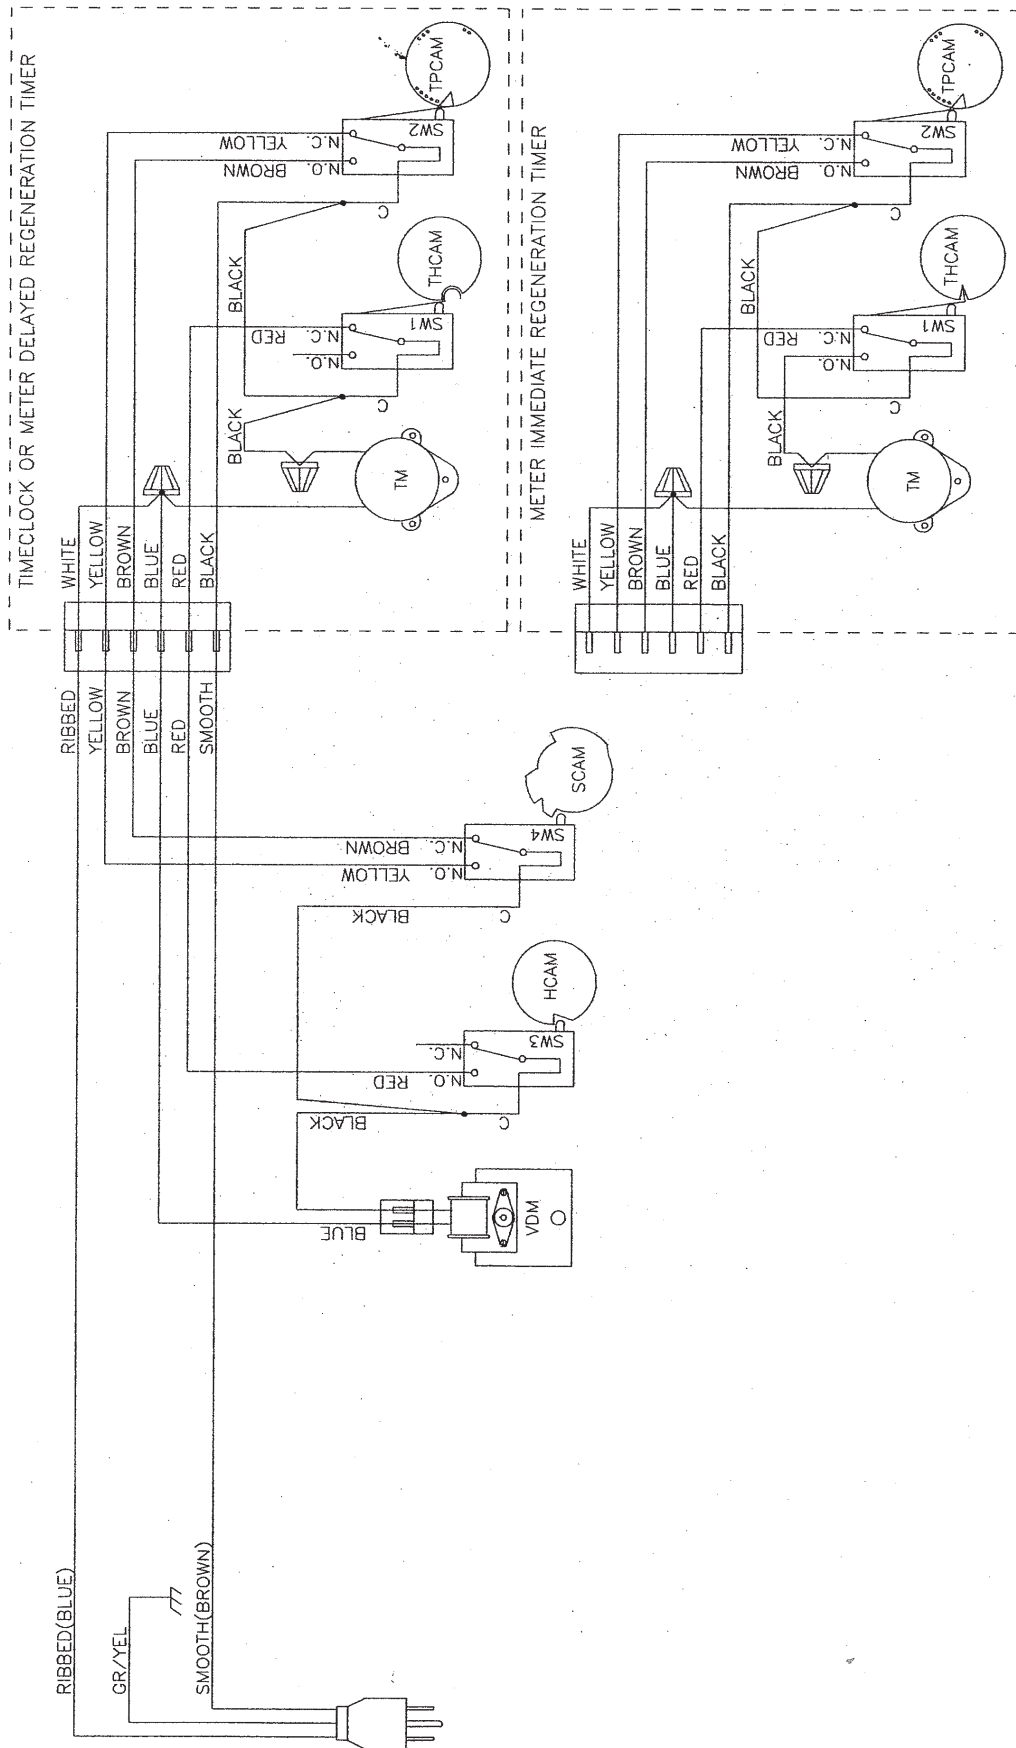 TIMECLOCK OR METER DELAYED REGENERATION TIMER
WHITE
YELLOW
BROWN
BLUE
RED
BLACK
YELLOW
BROWN
N.C.
N.O.
SW2
C
TPCAM
BLACK
RED
N.C.
N.O.
SW1
C
THCAM
BLACK
TM
METER IMMEDIATE REGENERATION TIMER
WHITE
YELLOW
BROWN
BLUE
RED
BLACK
YELLOW
BROWN
N.C.
N.O.
SW2
C
TPCAM
BLACK
RED
N.C.
N.O.
SW1
C
THCAM
BLACK
TM
RIBBED
YELLOW
BROWN
BLUE
RED
SMOOTH
BROWN
YELLOW
N.C.
N.O.
SW4
C
SCAM
BLACK
N.C.
N.O.
RED
SW3
C
HCAM
BLACK
BLUE
VDM
RIBBED(BLUE)
GR/YEL
SMOOTH(BROWN)